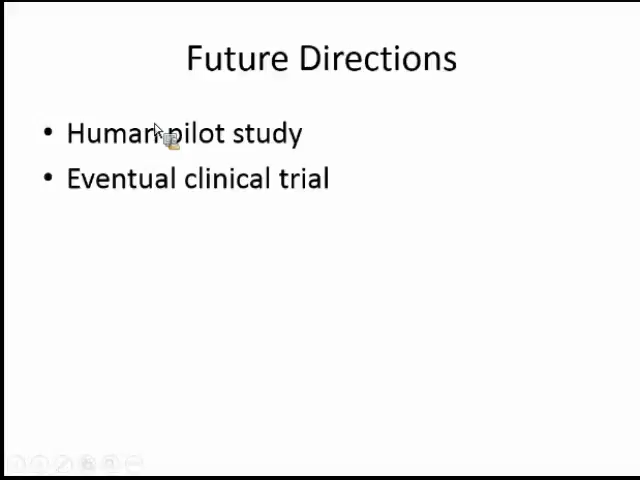 Future Directions
• Human pilot study
• Eventual clinical trial